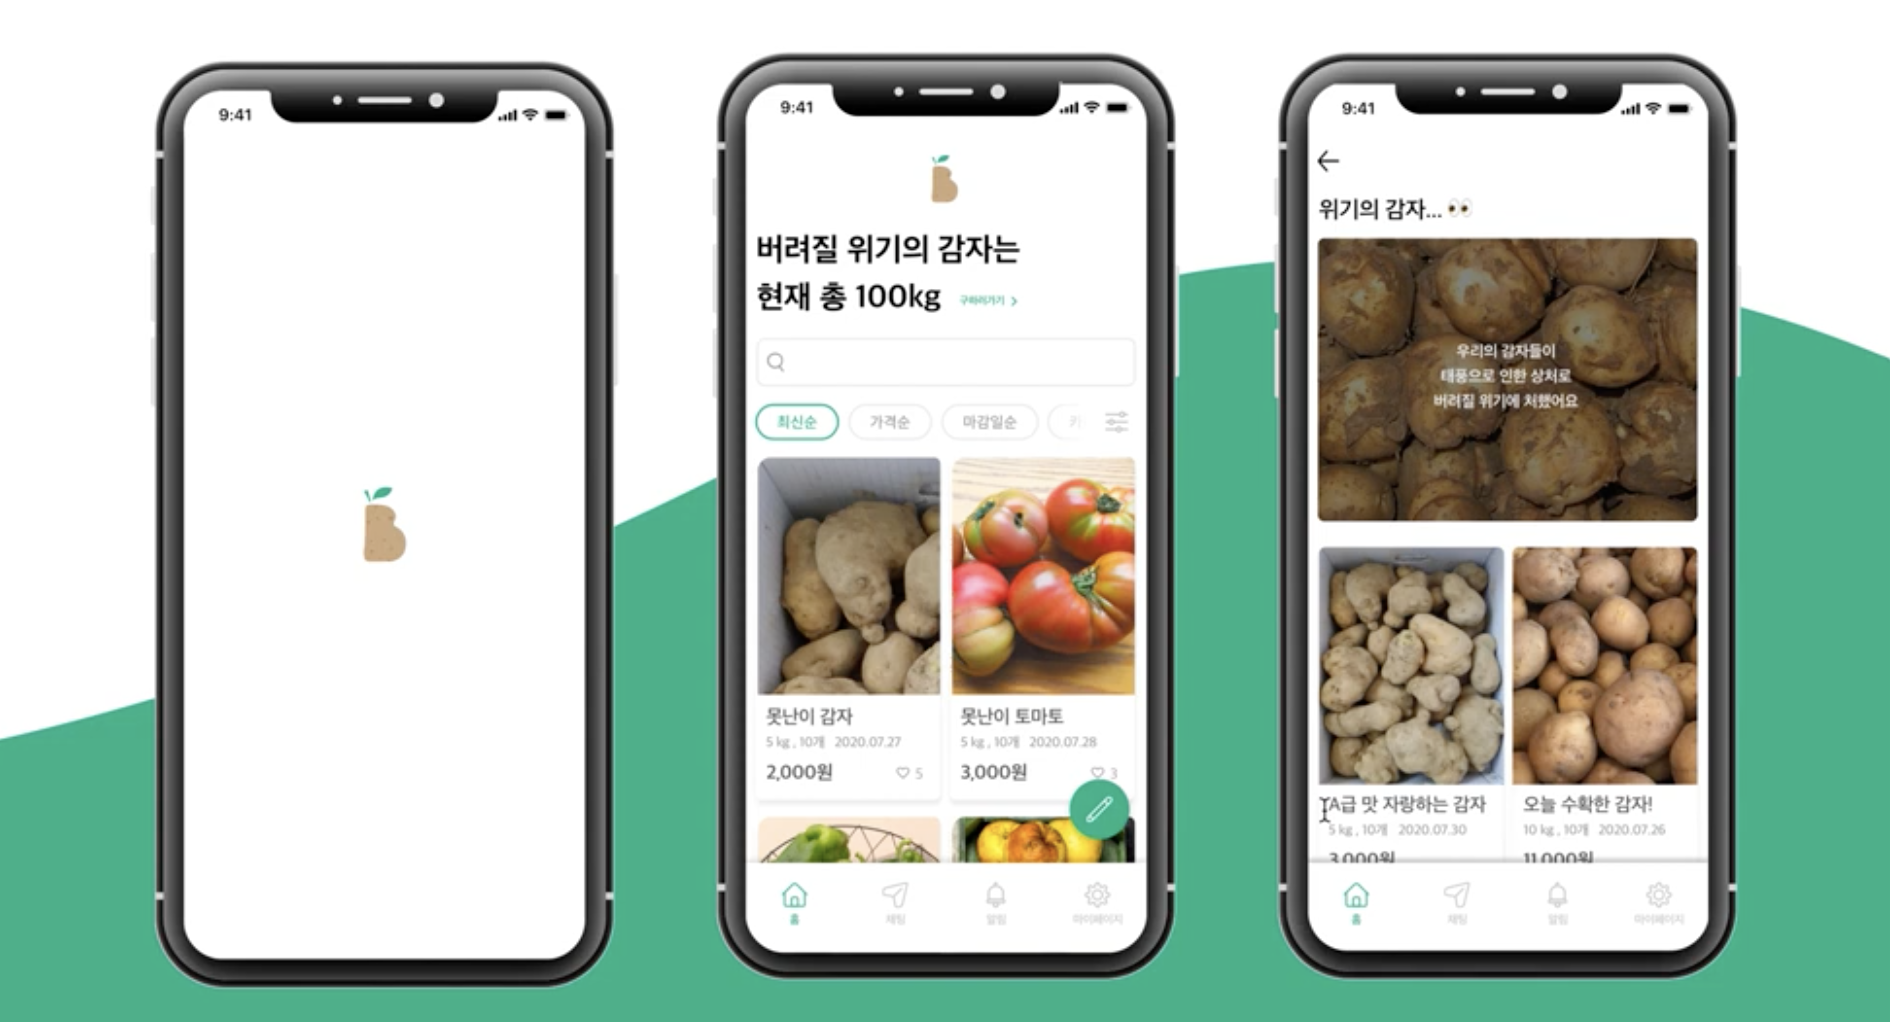 9:41
9:41
버려질 위기의 감자는
현재 총 100kg 구하러가기 >
최신순 가격순 마감일순
못난이 감자
5 kg , 10개 2020.07.27
2,000원 5
못난이 토마토
5 kg , 10개 2020.07.28
3,000원 3
홈 채팅 알림 마이페이지
9:41
위기의 감자...👀
우리의 감자들이
태풍으로 인한 상처로
버려질 위기에 처했어요
A급 맛 자랑하는 감자
5 kg , 10개 2020.07.30
3,000원
오늘 수확한 감자!
10 kg , 10개 2020.07.26
11,000원
홈 채팅 알림 마이페이지